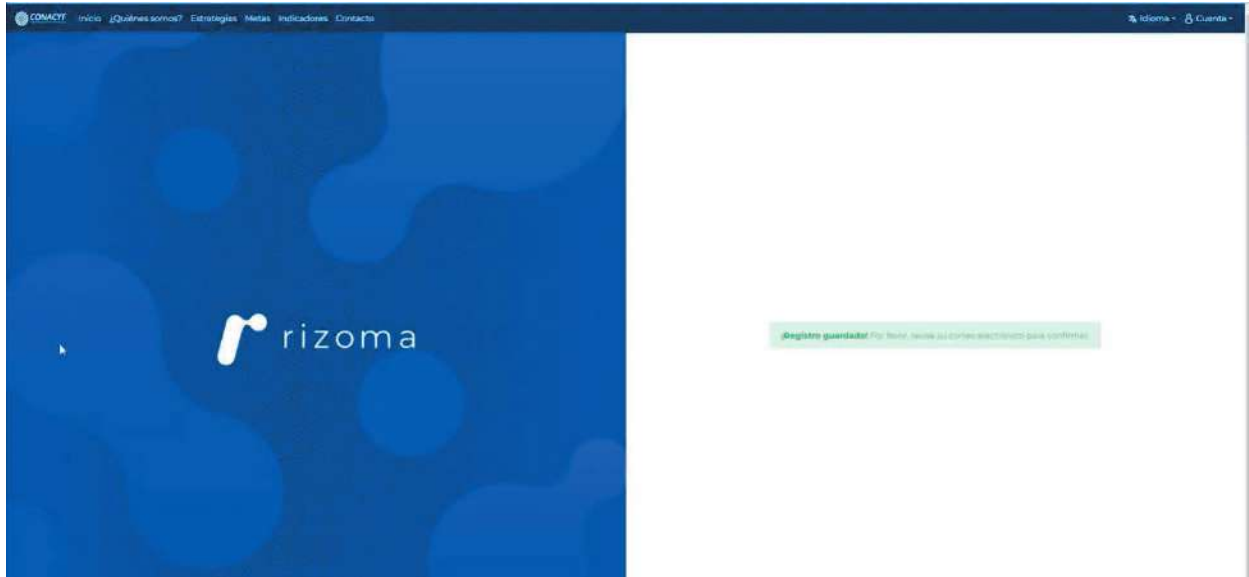 CONACYT Inicio ¿Quiénes somos? Estrategias Metas Indicadores Contacto Idioma Cuenta
rizoma
¡Registro guardado! Por favor, revise su correo electrónico para confirmar.